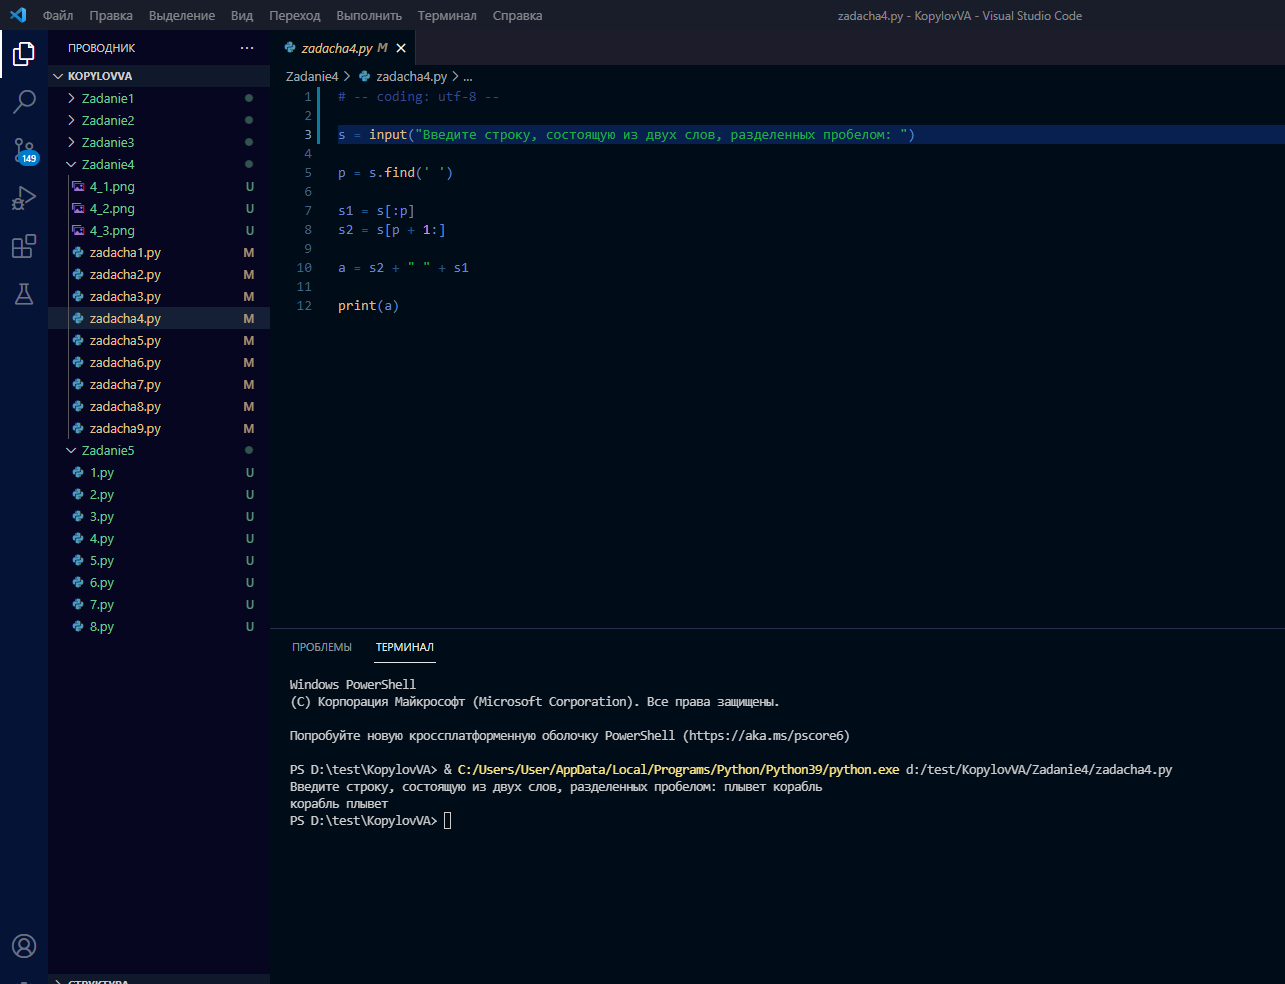 Файл Правка Выделение Вид Переход Выполнить Терминал Справка
zadacha4.py - KopylovVA - Visual Studio Code
ПРОВОДНИК ...
KOPYLOVVA
Zadanie1
Zadanie2
Zadanie3
Zadanie4
4_1.png U
4_2.png U
4_3.png U
zadacha1.py M
zadacha2.py M
zadacha3.py M
zadacha4.py M
zadacha5.py M
zadacha6.py M
zadacha7.py M
zadacha8.py M
zadacha9.py M
Zadanie5
1.py U
2.py U
3.py U
4.py U
5.py U
6.py U
7.py U
8.py U
СТРУКТУРА
149
zadacha4.py M
Zadanie4 > zadacha4.py > ...
1 # -- coding: utf-8 --
2
3 s = input("Введите строку, состоящую из двух слов, разделенных пробелом: ")
4
5 p = s.find(' ')
6
7 s1 = s[:p]
8 s2 = s[p + 1:]
9
10 a = s2 + " " + s1
11
12 print(a)
ПРОБЛЕМЫ ТЕРМИНАЛ
Windows PowerShell
(C) Корпорация Майкрософт (Microsoft Corporation). Все права защищены.
Попробуйте новую кроссплатформенную оболочку PowerShell (https://aka.ms/pscore6)
PS D:\test\KopylovVA> & C:/Users/User/AppData/Local/Programs/Python/Python39/python.exe d:/test/KopylovVA/Zadanie4/zadacha4.py
Введите строку, состоящую из двух слов, разделенных пробелом: плывет корабль
корабль плывет
PS D:\test\KopylovVA>